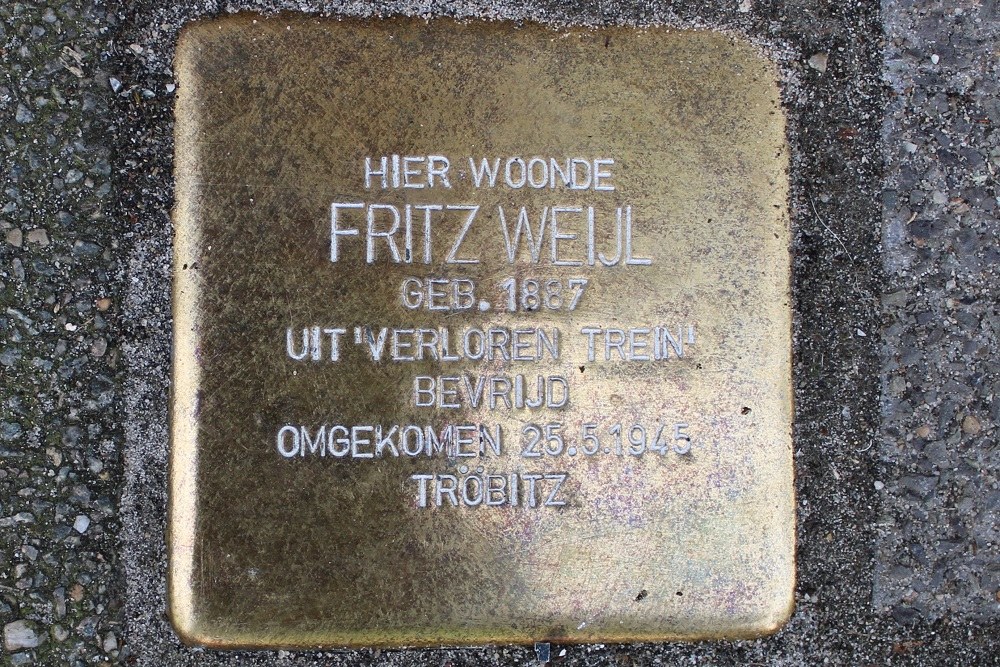 HIER WOONDE
FRITZ WEIJL
GEB. 1887
UIT 'VERLOREN TREIN'
BEVRIJD
OMGEKOMEN 25.5.1945
TRÖBITZ